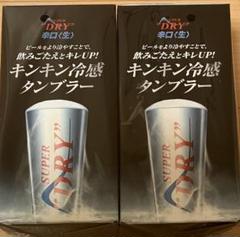 SUPER
"DRY"
辛口〈生〉
ビールをより冷やすことで、
飲みごたえとキレUP!
キンキン冷感
タンブラー
SUPER
"DRY"
SUPER
"DRY"
辛口〈生〉
ビールをより冷やすことで、
飲みごたえとキレUP!
キンキン冷感
タンブラー
SUPER
"DRY"